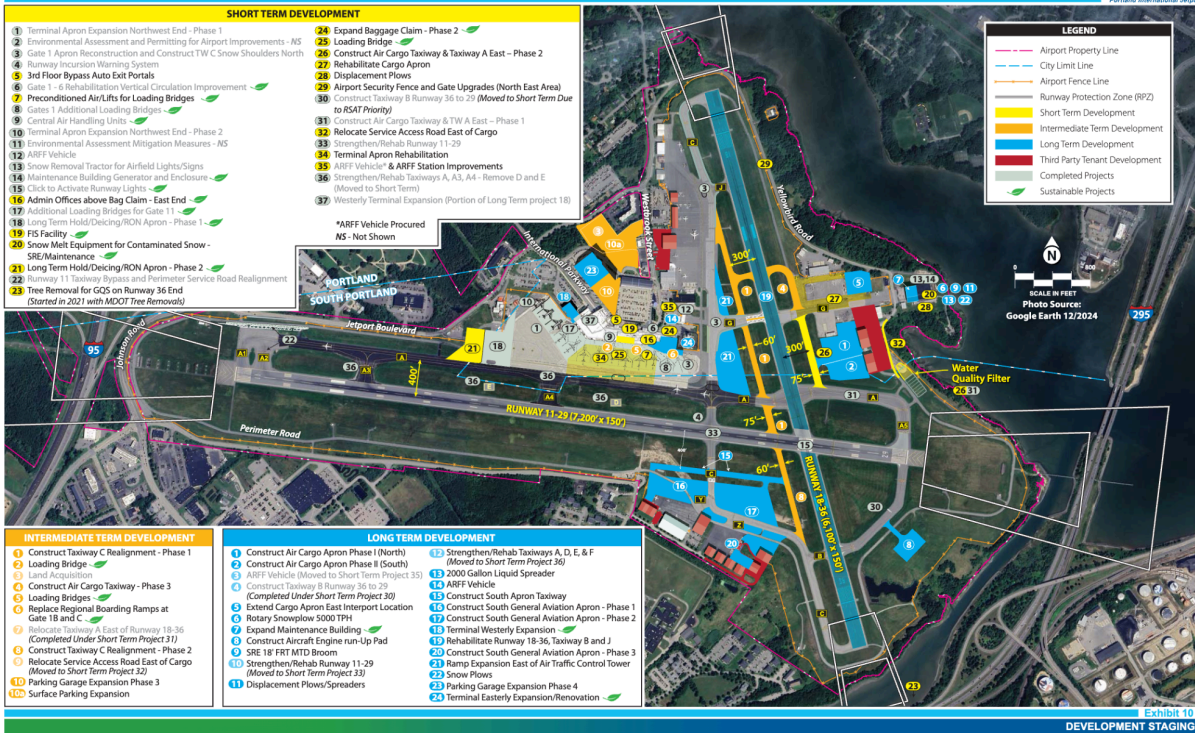 Portland International Jetport
SHORT TERM DEVELOPMENT
1 Terminal Apron Expansion Northwest End - Phase 1
2 Environmental Assessment and Permitting for Airport Improvements - NS
3 Gate 1 Apron Reconstruction and Construct TW C Snow Shoulders North
4 Runway Incursion Warning System
5 3rd Floor Bypass Auto Exit Portals
6 Gate 1 - 6 Rehabilitation Vertical Circulation Improvement
7 Preconditioned Air/Lifts for Loading Bridges
8 Gates 1 Additional Loading Bridges
9 Central Air Handling Units
10 Terminal Apron Expansion Northwest End - Phase 2
11 Environmental Assessment Mitigation Measures - NS
12 ARFF Vehicle
13 Snow Removal Tractor for Airfield Lights/Signs
14 Maintenance Building Generator and Enclosure
15 Click to Activate Runway Lights
16 Admin Offices above Bag Claim - East End
17 Additional Loading Bridges for Gate 11
18 Long Term Hold/Deicing/RON Apron - Phase 1
19 FIS Facility
20 Snow Melt Equipment for Contaminated Snow -
SRE/Maintenance
21 Long Term Hold/Deicing/RON Apron - Phase 2
22 Runway 11 Taxiway Bypass and Perimeter Service Road Realignment
23 Tree Removal for GQS on Runway 36 End
(Started in 2021 with MDOT Tree Removals)
24 Expand Baggage Claim - Phase 2
25 Loading Bridge
26 Construct Air Cargo Taxiway & Taxiway A East – Phase 2
27 Rehabilitate Cargo Apron
28 Displacement Plows
29 Airport Security Fence and Gate Upgrades (North East Area)
30 Construct Taxiway B Runway 36 to 29 (Moved to Short Term Due
to RSAT Priority)
31 Construct Air Cargo Taxiway & TW A East – Phase 1
32 Relocate Service Access Road East of Cargo
33 Strengthen/Rehab Runway 11-29
34 Terminal Apron Rehabilitation
35 ARFF Vehicle* & ARFF Station Improvements
36 Strengthen/Rehab Taxiways A, A3, A4 - Remove D and E
(Moved to Short Term)
37 Westerly Terminal Expansion (Portion of Long Term project 18)
*ARFF Vehicle Procured
NS - Not Shown
LEGEND
Airport Property Line
City Limit Line
Airport Fence Line
Runway Protection Zone (RPZ)
Short Term Development
Intermediate Term Development
Long Term Development
Third Party Tenant Development
Completed Projects
Sustainable Projects
N
0 800
SCALE IN FEET
Photo Source:
Google Earth 12/2024
295
95
PORTLAND
SOUTH PORTLAND
International Parkway
Westbrook Street
Yellowbird Road
Jetport Boulevard
Johnson Road
Perimeter Road
RUNWAY 11-29 (7,200' x 150')
RUNWAY 18-36 (6,100' x 150')
Water
Quality Filter
26 31
400'
300'
60'
300'
75'
75'
60'
INTERMEDIATE TERM DEVELOPMENT
1 Construct Taxiway C Realignment - Phase 1
2 Loading Bridge
3 Land Acquisition
4 Construct Air Cargo Taxiway - Phase 3
5 Loading Bridges
6 Replace Regional Boarding Ramps at
Gate 1B and C
7 Relocate Taxiway A East of Runway 18-36
(Completed Under Short Term Project 31)
8 Construct Taxiway C Realignment - Phase 2
9 Relocate Service Access Road East of Cargo
(Moved to Short Term Project 32)
10 Parking Garage Expansion Phase 3
10a Surface Parking Expansion
LONG TERM DEVELOPMENT
1 Construct Air Cargo Apron Phase I (North)
2 Construct Air Cargo Apron Phase II (South)
3 ARFF Vehicle (Moved to Short Term Project 35)
4 Construct Taxiway B Runway 36 to 29
(Completed Under Short Term Project 30)
5 Extend Cargo Apron East Interport Location
6 Rotary Snowplow 5000 TPH
7 Expand Maintenance Building
8 Construct Aircraft Engine run-Up Pad
9 SRE 18' FRT MTD Broom
10 Strengthen/Rehab Runway 11-29
(Moved to Short Term Project 33)
11 Displacement Plows/Spreaders
12 Strengthen/Rehab Taxiways A, D, E, & F
(Moved to Short Term Project 36)
13 2000 Gallon Liquid Spreader
14 ARFF Vehicle
15 Construct South Apron Taxiway
16 Construct South General Aviation Apron - Phase 1
17 Construct South General Aviation Apron - Phase 2
18 Terminal Westerly Expansion
19 Rehabilitate Runway 18-36, Taxiway B and J
20 Construct South General Aviation Apron - Phase 3
21 Ramp Expansion East of Air Traffic Control Tower
22 Snow Plows
23 Parking Garage Expansion Phase 4
24 Terminal Easterly Expansion/Renovation
Exhibit 10
DEVELOPMENT STAGING